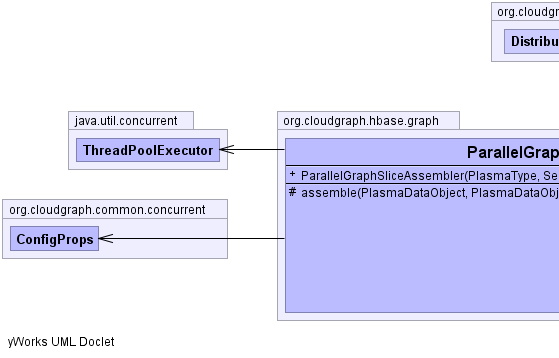 org.cloudgr
Distribu
java.util.concurrent
ThreadPoolExecutor
org.cloudgraph.hbase.graph
ParallelGrap
+ ParallelGraphSliceAssembler(PlasmaType, Se
# assemble(PlasmaDataObject, PlasmaDataObj
org.cloudgraph.common.concurrent
ConfigProps
yWorks UML Doclet